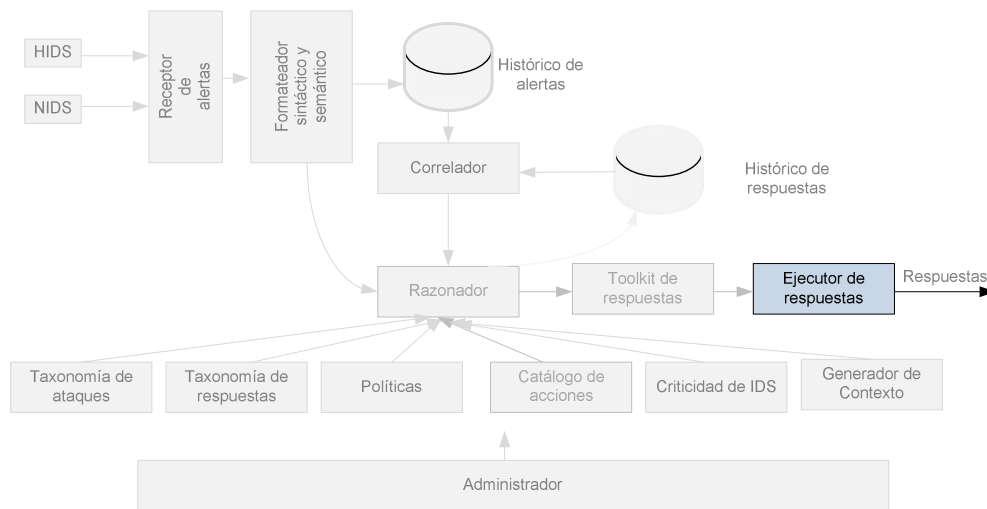 HIDS
NIDS
Receptor
de
alertas
Formateador
sintáctico y
semántico
Histórico de
alertas
Correlador
Histórico de
respuestas
Razonador
Toolkit de
respuestas
Ejecutor de
respuestas
Respuestas
Taxonomía de
ataques
Taxonomía de
respuestas
Políticas
Catálogo de
acciones
Criticidad de IDS
Generador de
Contexto
Administrador